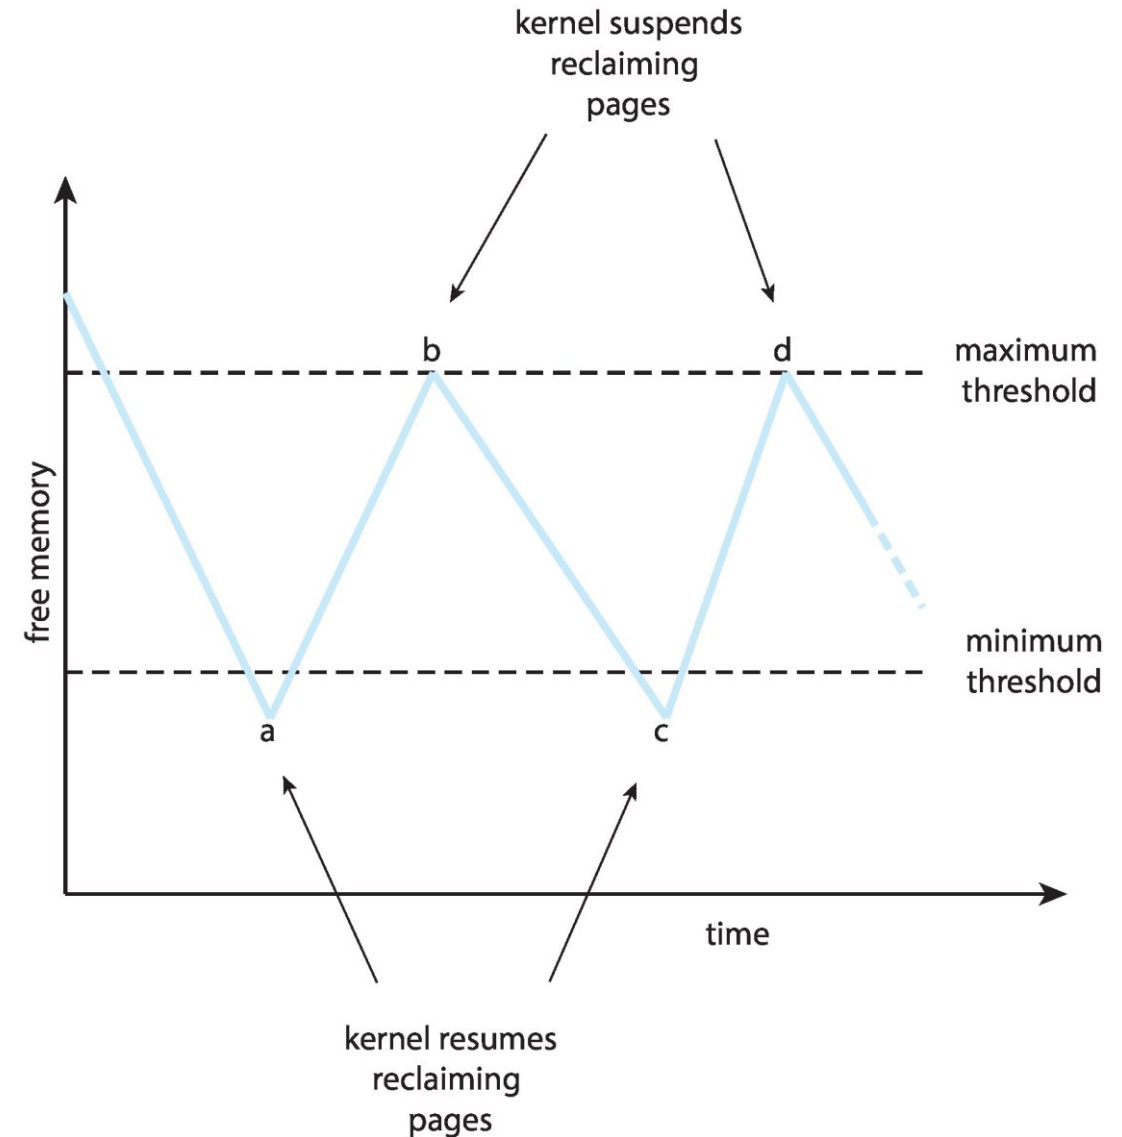 kernel suspends
reclaiming
pages
b
d
maximum
threshold
free memory
minimum
threshold
a
c
time
kernel resumes
reclaiming
pages